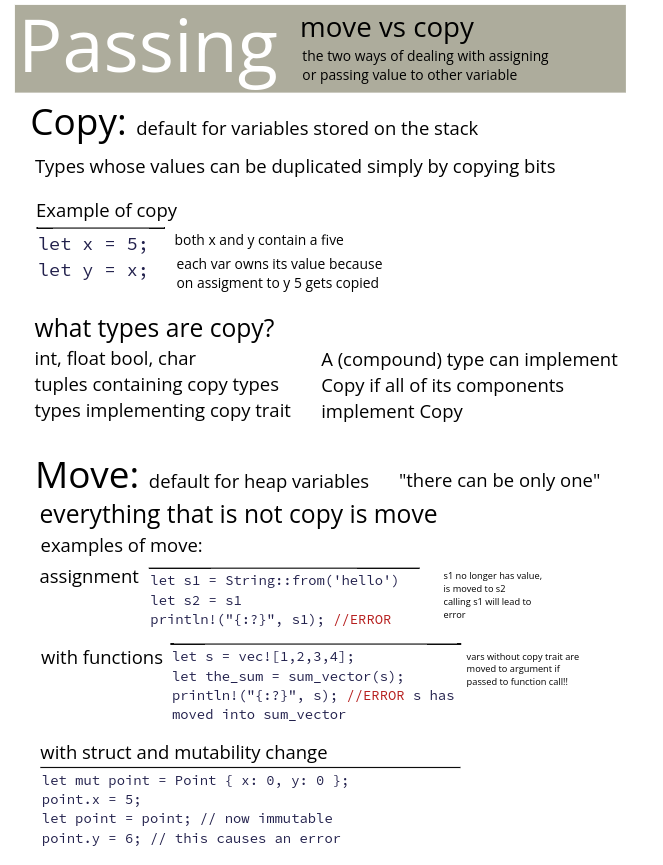 Passing
move vs copy
the two ways of dealing with assigning
or passing value to other variable
Copy: default for variables stored on the stack
Types whose values can be duplicated simply by copying bits
Example of copy
let x = 5;
both x and y contain a five
let y = x;
each var owns its value because
on assigment to y 5 gets copied
what types are copy?
int, float bool, char
tuples containing copy types
types implementing copy trait
A (compound) type can implement
Copy if all of its components
implement Copy
Move: default for heap variables
"there can be only one"
everything that is not copy is move
examples of move:
assignment
let s1 = String::from('hello')
let s2 = s1
println!("{:?}", s1); //ERROR
s1 no longer has value,
is moved to s2
calling s1 will lead to
error
with functions
let s = vec![1,2,3,4];
let the_sum = sum_vector(s);
println!("{:?}", s); //ERROR s has
moved into sum_vector
vars without copy trait are
moved to argument if
passed to function call!!
with struct and mutability change
let mut point = Point { x: 0, y: 0 };
point.x = 5;
let point = point; // now immutable
point.y = 6; // this causes an error